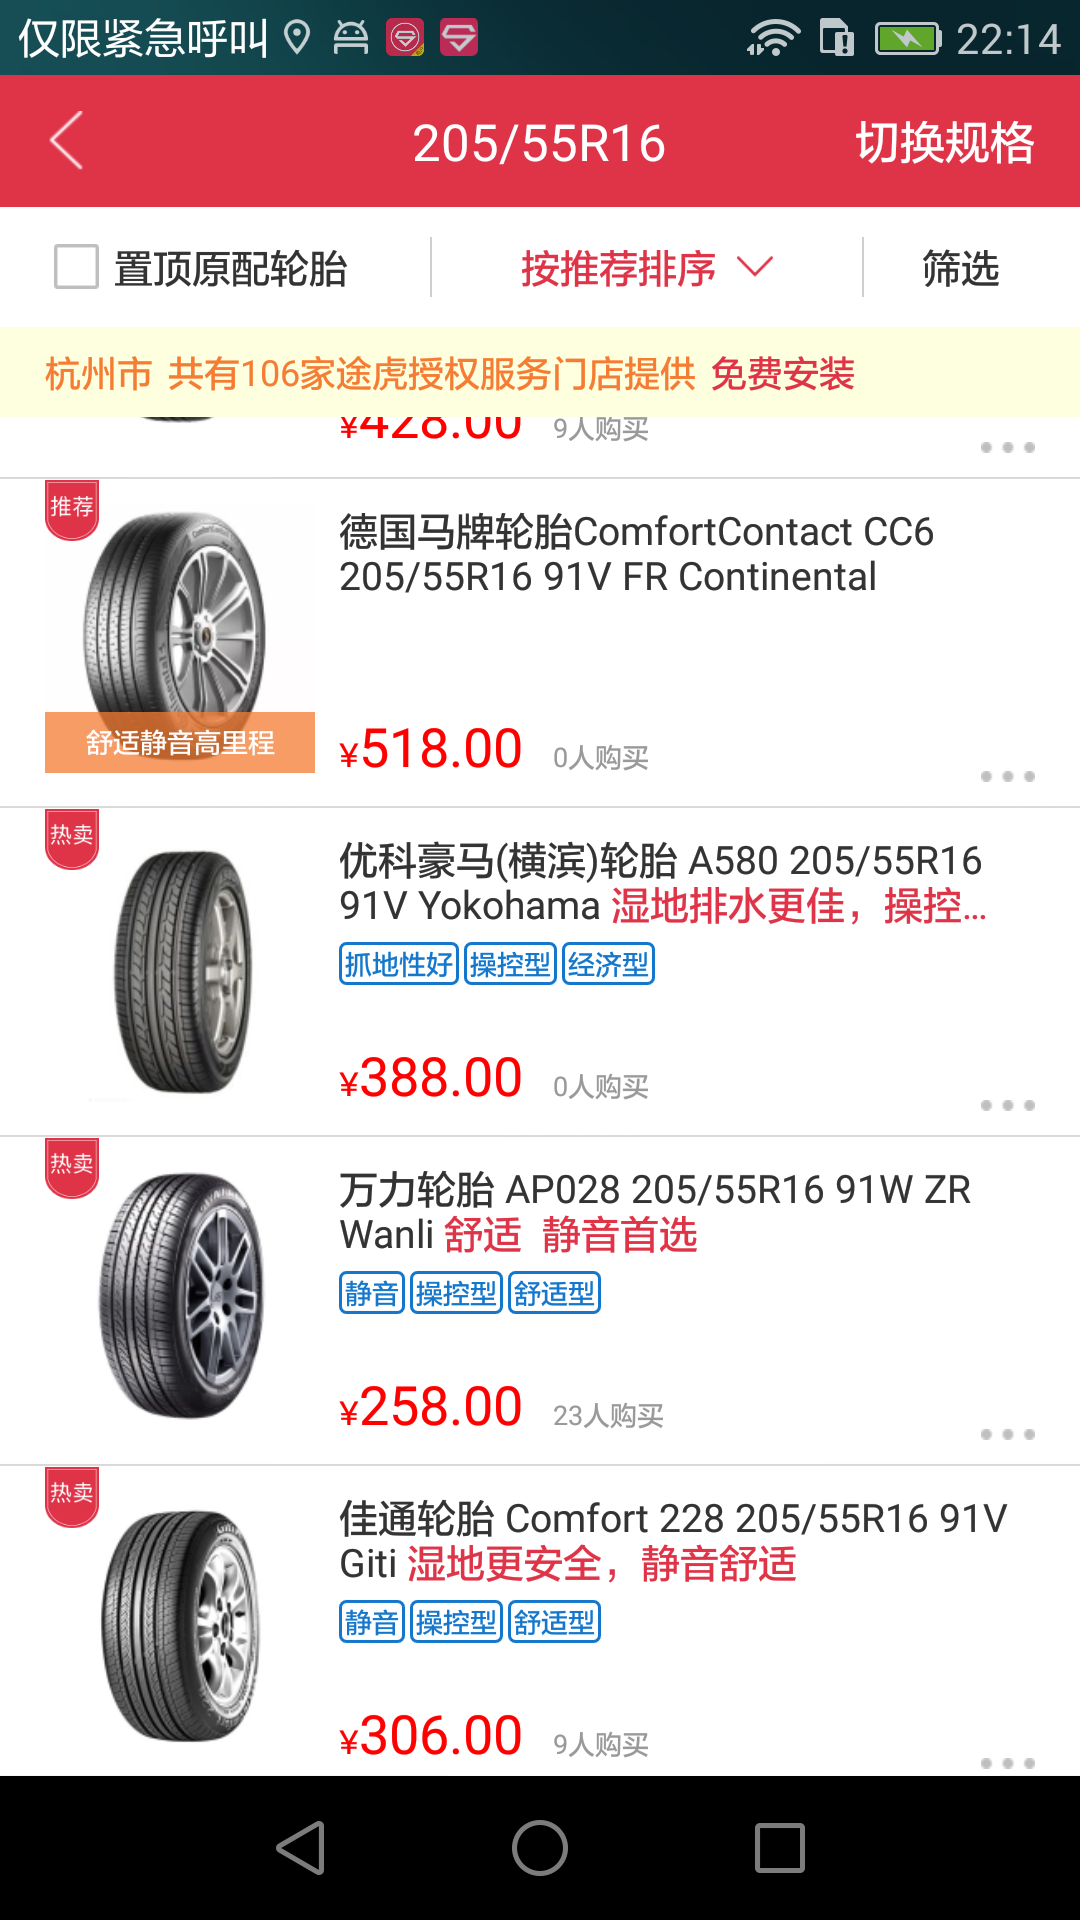 仅限紧急呼叫 22:14
205/55R16 切换规格
置顶原配轮胎 按推荐排序 筛选
杭州市 共有106家途虎授权服务门店提供 免费安装
¥428.00 9人购买
推荐
德国马牌轮胎ComfortContact CC6
205/55R16 91V FR Continental
舒适静音高里程
¥518.00 0人购买
热卖
优科豪马(横滨)轮胎 A580 205/55R16
91V Yokohama 湿地排水更佳，操控...
抓地性好 操控型 经济型
¥388.00 0人购买
热卖
万力轮胎 AP028 205/55R16 91W ZR
Wanli 舒适 静音首选
静音 操控型 舒适型
¥258.00 23人购买
热卖
佳通轮胎 Comfort 228 205/55R16 91V
Giti 湿地更安全，静音舒适
静音 操控型 舒适型
¥306.00 9人购买